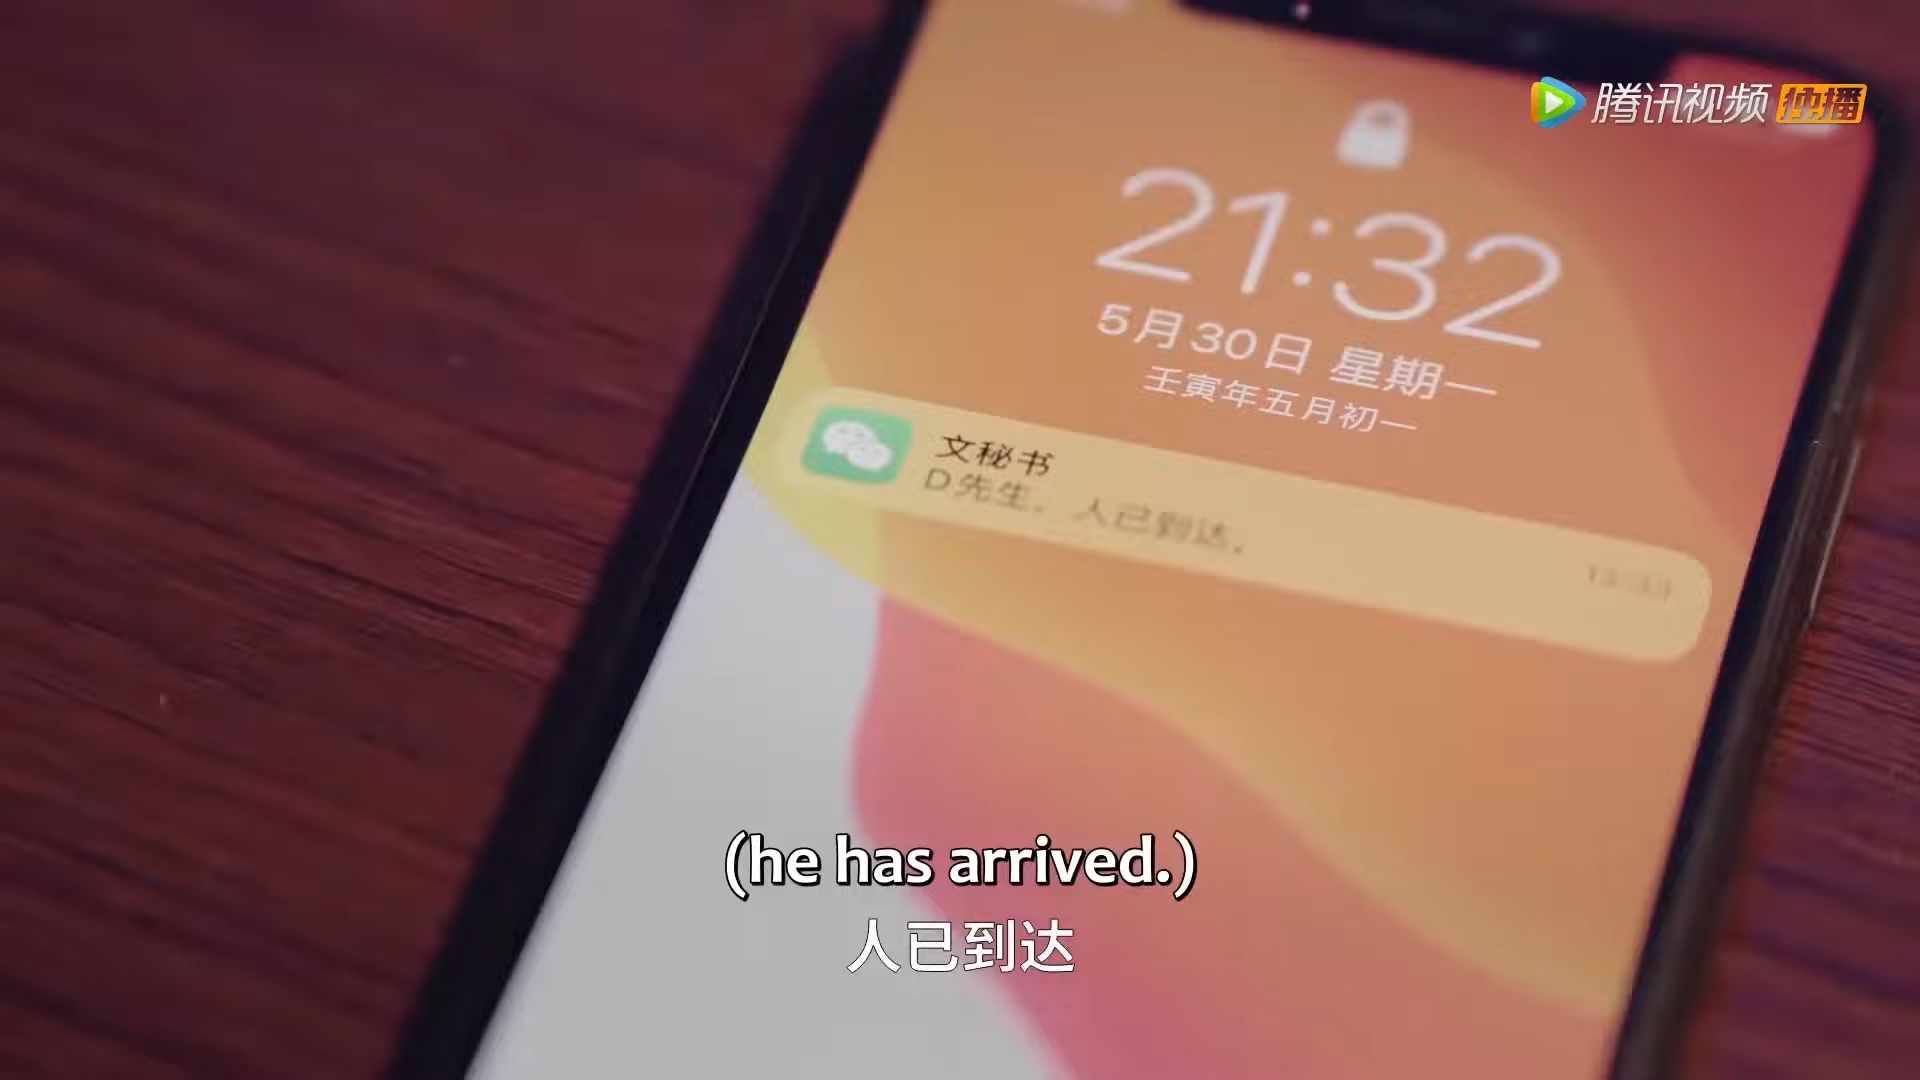 腾讯视频 独播
21:32
5月30日 星期一
壬寅年五月初一
文秘书
D先生，人已到达。
(he has arrived.)
人已到达